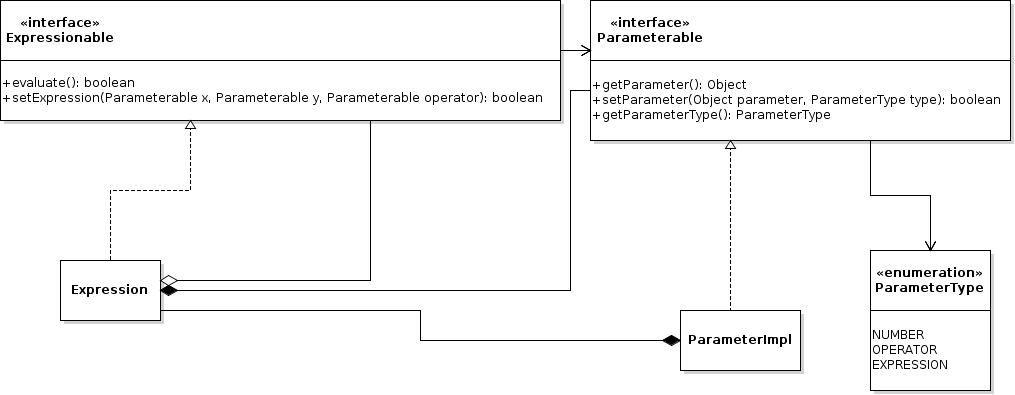 «interface»
Expressionable
+evaluate(): boolean
+setExpression(Parameterable x, Parameterable y, Parameterable operator): boolean
«interface»
Parameterable
+getParameter(): Object
+setParameter(Object parameter, ParameterType type): boolean
+getParameterType(): ParameterType
Expression
ParameterImpl
«enumeration»
ParameterType
NUMBER
OPERATOR
EXPRESSION